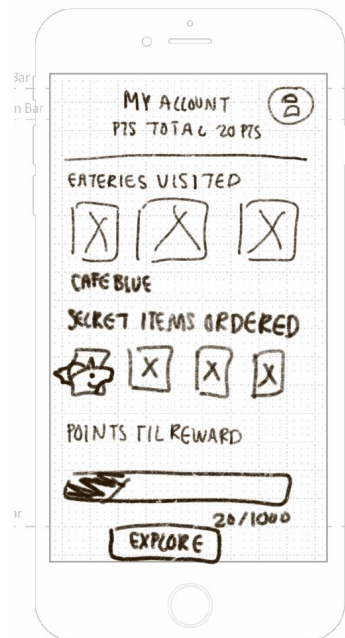 MY ACCOUNT
PTS TOTAL 20 PTS
EATERIES VISITED
CAFE BLUE
SECRET ITEMS ORDERED
POINTS TIL REWARD
20/1000
EXPLORE